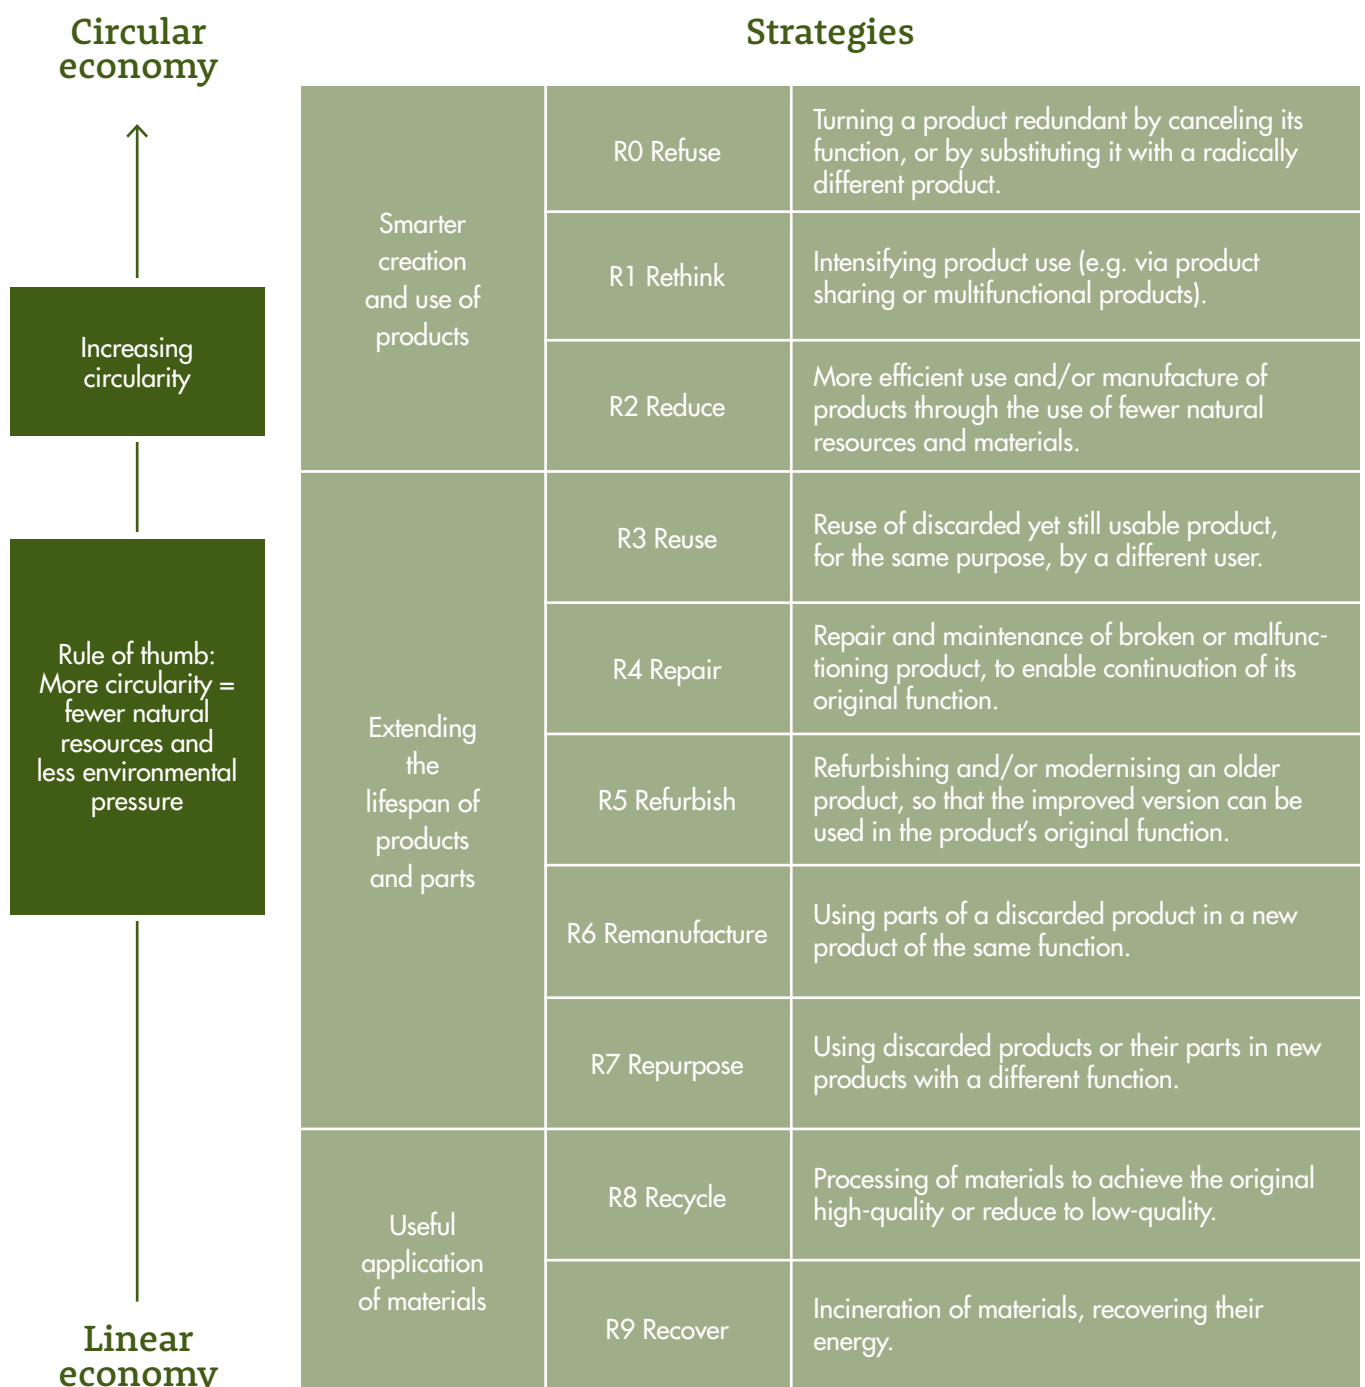 Circular
economy
Strategies
Increasing
circularity
Rule of thumb:
More circularity =
fewer natural
resources and
less environmental
pressure
Linear
economy
Smarter
creation
and use of
products
R0 Refuse
Turning a product redundant by canceling its
function, or by substituting it with a radically
different product.
R1 Rethink
Intensifying product use (e.g. via product
sharing or multifunctional products).
R2 Reduce
More efficient use and/or manufacture of
products through the use of fewer natural
resources and materials.
Extending
the
lifespan of
products
and parts
R3 Reuse
Reuse of discarded yet still usable product,
for the same purpose, by a different user.
R4 Repair
Repair and maintenance of broken or malfunc-
tioning product, to enable continuation of its
original function.
R5 Refurbish
Refurbishing and/or modernising an older
product, so that the improved version can be
used in the product's original function.
R6 Remanufacture
Using parts of a discarded product in a new
product of the same function.
R7 Repurpose
Using discarded products or their parts in new
products with a different function.
Useful
application
of materials
R8 Recycle
Processing of materials to achieve the original
high-quality or reduce to low-quality.
R9 Recover
Incineration of materials, recovering their
energy.